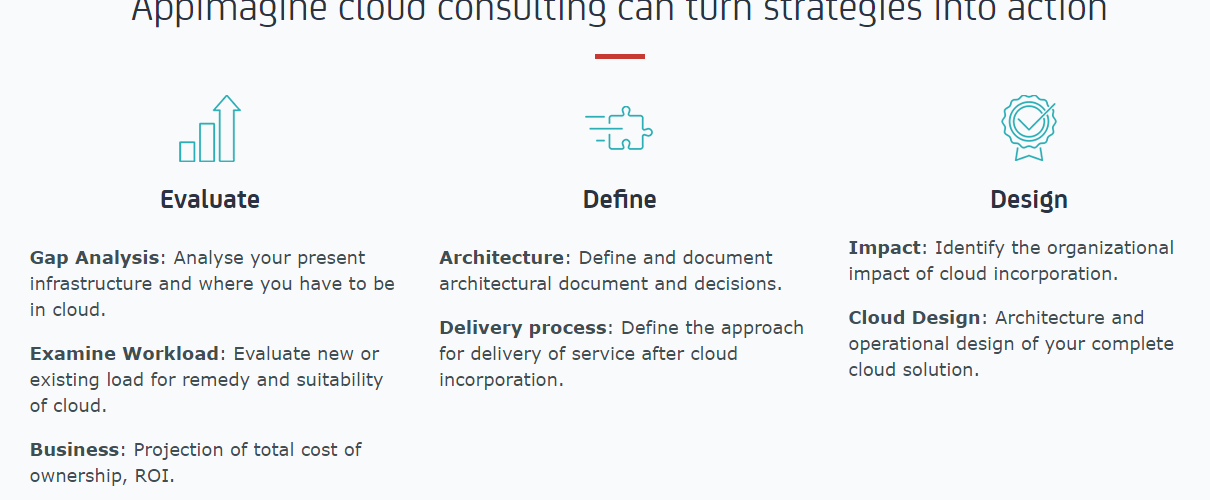 AppImagine cloud consulting can turn strategies into action
Evaluate
Gap Analysis: Analyse your present
infrastructure and where you have to be
in cloud.
Examine Workload: Evaluate new or
existing load for remedy and suitability
of cloud.
Business: Projection of total cost of
ownership, ROI.
Define
Architecture: Define and document
architectural document and decisions.
Delivery process: Define the approach
for delivery of service after cloud
incorporation.
Design
Impact: Identify the organizational
impact of cloud incorporation.
Cloud Design: Architecture and
operational design of your complete
cloud solution.